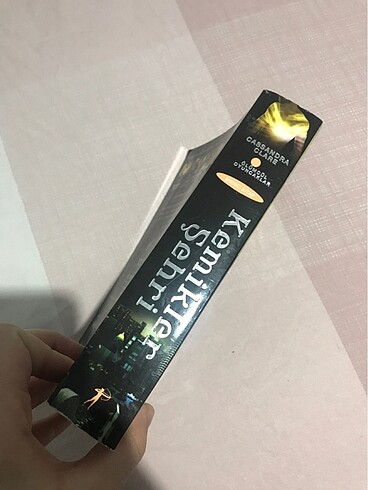 CASSANDRA
CLARE
ÖLÜMCÜL
OYUNCAKLAR
Kemikler
Şehri